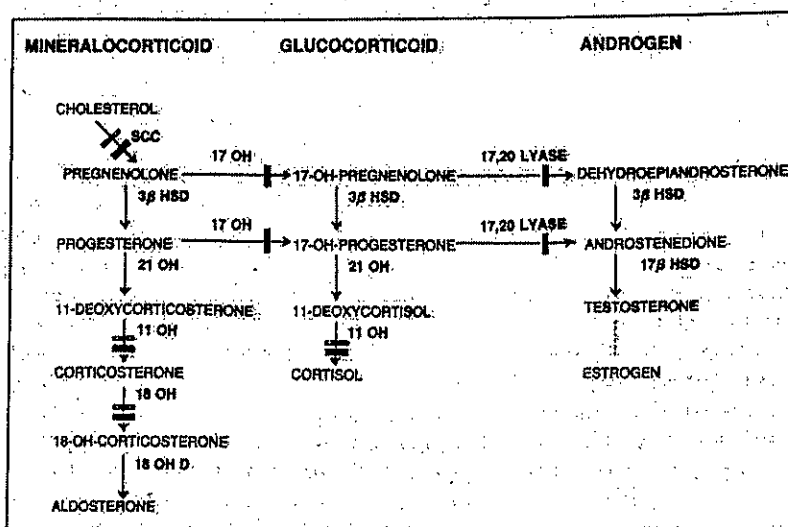 MINERALOCORTICOID GLUCOCORTICOID ANDROGEN
CHOLESTEROL
SCC
17 OH 17,20 LYASE
PREGNENOLONE 17-OH-PREGNENOLONE DEHYDROEPIANDROSTERONE
3β HSD 3β HSD 3β HSD
17 OH 17,20 LYASE
PROGESTERONE 17-OH-PROGESTERONE ANDROSTENEDIONE
21 OH 21 OH 17β HSD
11-DEOXYCORTICOSTERONE 11-DEOXYCORTISOL TESTOSTERONE
11 OH 11 OH
CORTICOSTERONE CORTISOL ESTROGEN
18 OH
18-OH-CORTICOSTERONE
18 OH D
ALDOSTERONE